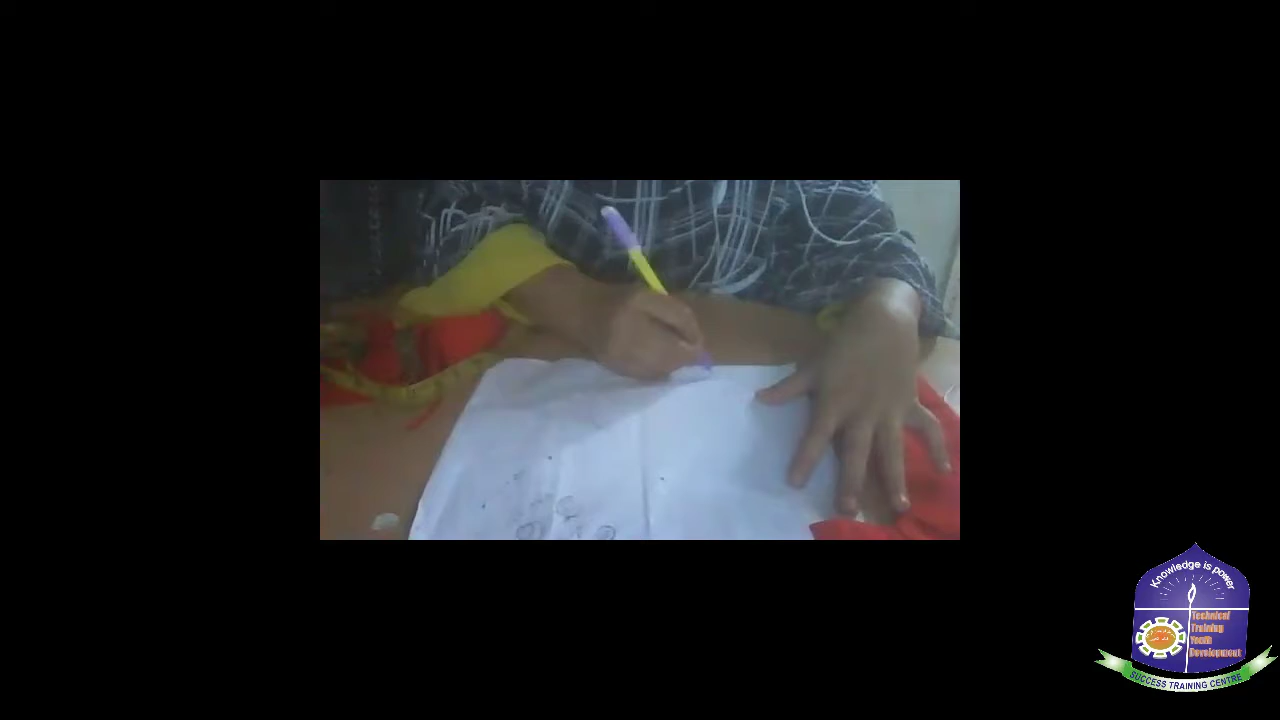 Knowledge is power
Technical
Training
Youth
Development
SUCCESS TRAINING CENTRE